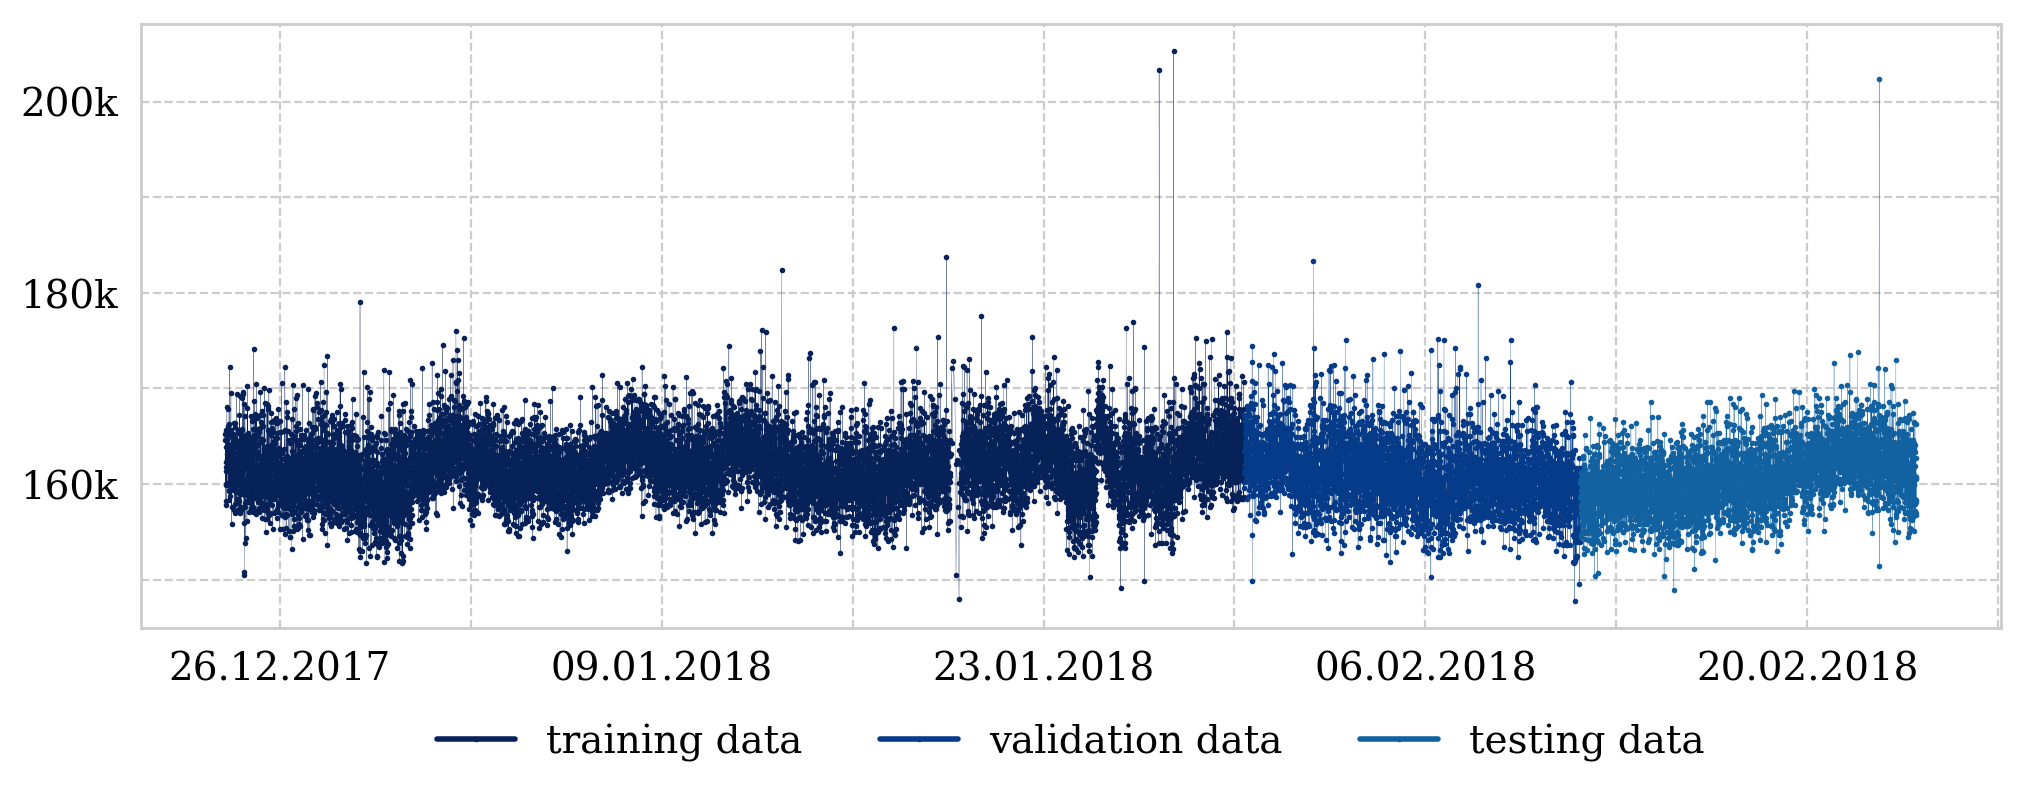 200k
180k
160k
26.12.2017 09.01.2018 23.01.2018 06.02.2018 20.02.2018
training data validation data testing data